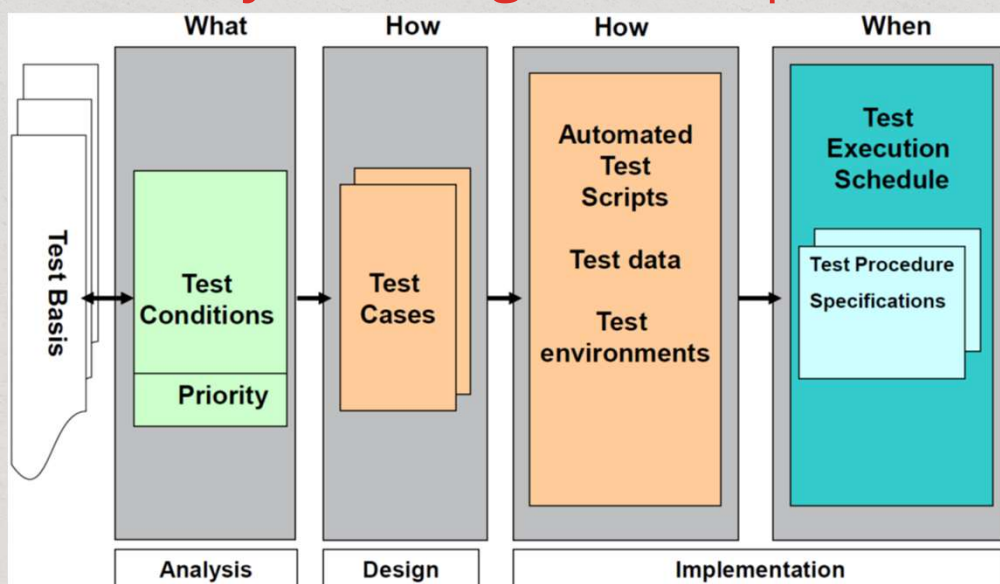 What
How
How
When
Test Basis
Test
Conditions
Priority
Test
Cases
Automated
Test
Scripts
Test data
Test
environments
Test
Execution
Schedule
Test Procedure
Specifications
Analysis
Design
Implementation